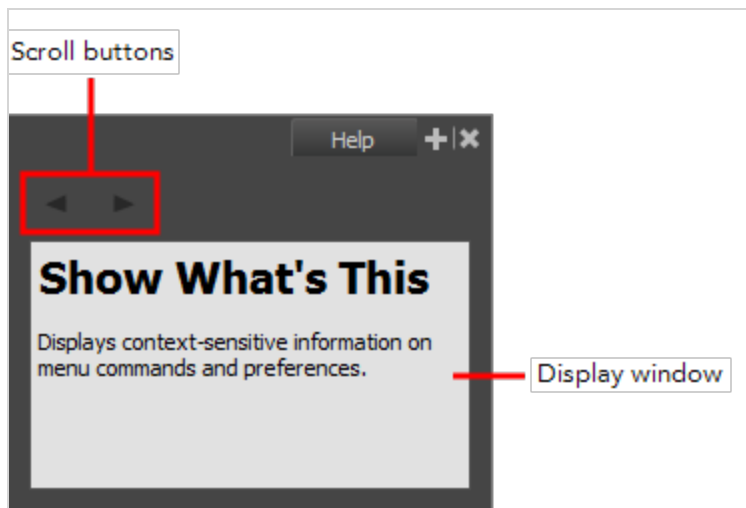 Scroll buttons
Help
Show What's This
Displays context-sensitive information on
menu commands and preferences.
Display window